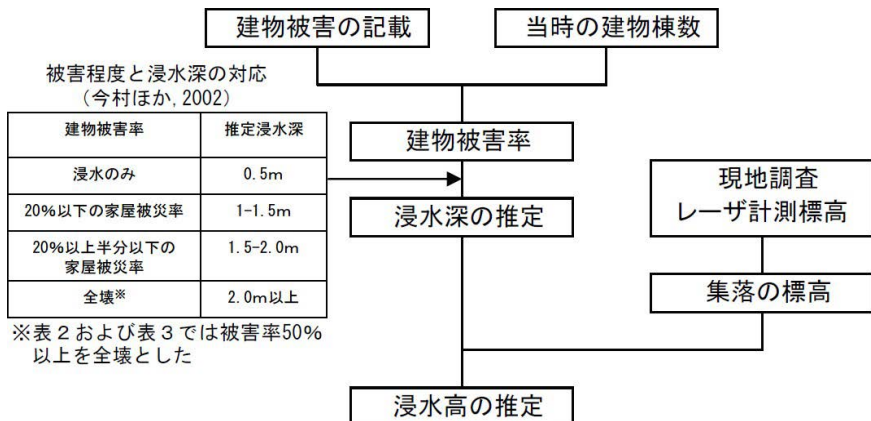 建物被害の記載
当時の建物棟数
被害程度と浸水深の対応
（今村ほか, 2002）
建物被害率 推定浸水深
浸水のみ 0.5m
20%以下の家屋被災率 1-1.5m
20%以上半分以下の
家屋被災率 1.5-2.0m
全壊※ 2.0m以上
※表２および表３では被害率50%
以上を全壊とした
建物被害率
浸水深の推定
現地調査
レーザ計測標高
集落の標高
浸水高の推定